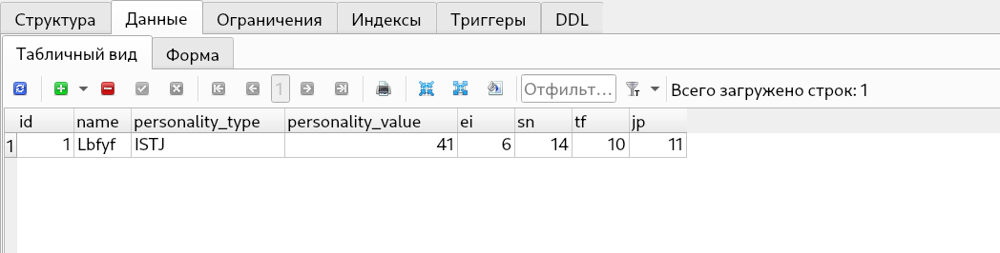 Структура Данные Ограничения Индексы Триггеры DDL
Табличный вид Форма
1 Отфильт... Всего загружено строк: 1
id name personality_type personality_value ei sn tf jp
1 1 Lbfyf ISTJ 41 6 14 10 11